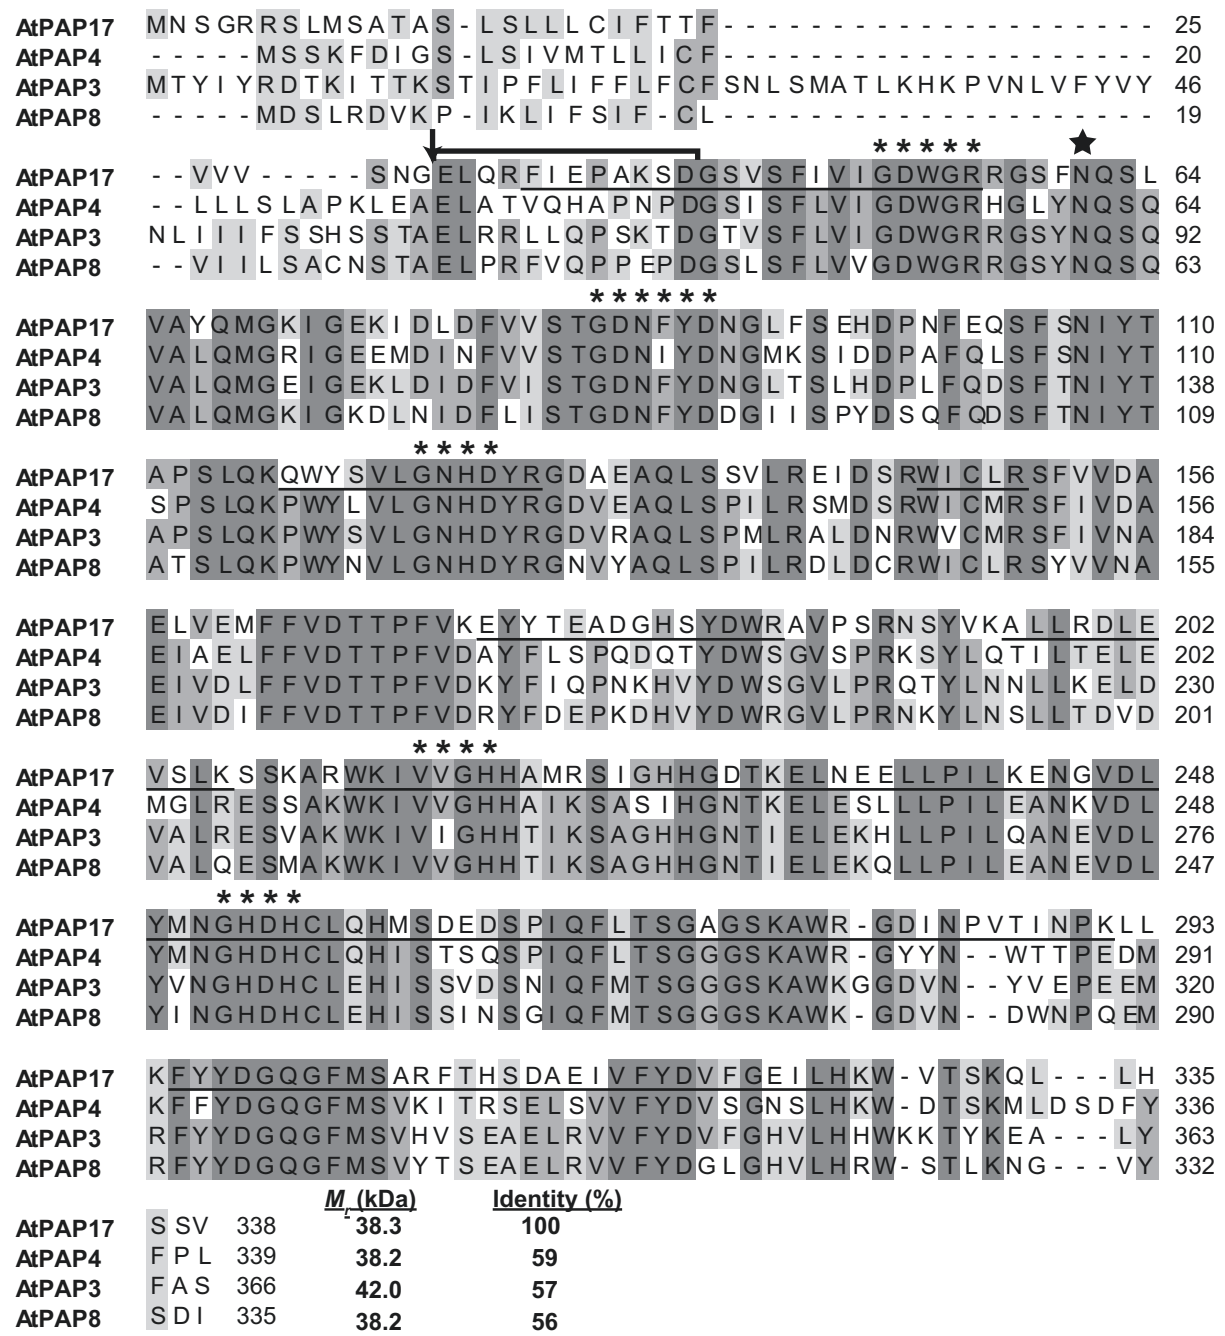 AtPAP17 MNSGRRSLMSATAS-LSLLLCIFTTF-------------------- 25
AtPAP4 -----MSSKFDIGS-LSIVMTLLICF-------------------- 20
AtPAP3 MTYIYRDTKITTKSTIPFLIFFLFCFSNLSMATLKHKPVNLVFYVY 46
AtPAP8 -----MDSLRDVKP-IKLIFSIF-CL-------------------- 19
*****★
AtPAP17 --VVV-----SNGELQRFIEPAKSDGSVSFIVIGDWGRRGSFNQSL 64
AtPAP4 --LLLSLAPKLEAELATVQHAPNPDGSISFLVIGDWGRHGLYNQSQ 64
AtPAP3 NLIIIFSSHSSTAELRRLLQPSKTDGTVSFLVIGDWGRRGSYNQSQ 92
AtPAP8 --VIILSACNSTAELPRFVQPPEPDGSLSFLVVGDWGRRGSYNQSQ 63
******
AtPAP17 VAYQMGKIGEKIDLDFVVSTGDNFYDNGLFSEHDPNFEQSFSNIYT 110
AtPAP4 VALQMGRIGEEMDINFVVSTGDNIYDNGMKSIDDPAFQLSFSNIYT 110
AtPAP3 VALQMGEIGEKLDIDFVISTGDNFYDNGLTSLHDPLFQDSFTNIYT 138
AtPAP8 VALQMGKIGKDLNIDFLISTGDNFYDDGIISPYDSQFQDSFTNIYT 109
****
AtPAP17 APSLQKQWYSVLGNHDYRGDAEAQLSSVLREIDSRWICLRSFVVDA 156
AtPAP4 SPSLQKPWYLVLGNHDYRGDVEAQLSPILRSMDSRWICMRSFIVDA 156
AtPAP3 APSLQKPWYSVLGNHDYRGDVRAQLSPMLRALDNRWVCMRSFIVNA 184
AtPAP8 ATSLQKPWYNVLGNHDYRGNVYAQLSPILRDLDCRWICLRSYVVNA 155
AtPAP17 ELVEMFFVDTTPFVKEYYTEADGHSYDWRAVPSRNSYVKALLRDLE 202
AtPAP4 EIAELFFVDTTPFVDAYFLSPQDQTYDWSGVSPRKSYLQTILTELE 202
AtPAP3 EIVDLFFVDTTPFVDKYFIQPNKHVYDWSGVLPRQTYLNNLLKELD 230
AtPAP8 EIVDIFFVDTTPFVDRYFDEPKDHVYDWRGVLPRNKYLNSLLTDVD 201
****
AtPAP17 VSLKSSKARWKIVVGHHAMRSIGHHGDTKELNEELLPILKENGVDL 248
AtPAP4 MGLRESSAKWKIVVGHHAIKSASIHGNTKELESLLLPILEANKVDL 248
AtPAP3 VALRESVAKWKIVIGHHTIKSAGHHGNTIELEKHLLPILQANEVDL 276
AtPAP8 VALQESMAKWKIVVGHHTIKSAGHHGNTIELEKQLLPILEANEVDL 247
****
AtPAP17 YMNGHDHCLQHMSDEDSPIQFLTSGAGSKAWR-GDINPVTINPKLL 293
AtPAP4 YMNGHDHCLQHISTSQSPIQFLTSGGGSKAWR-GYYN--WTTPEDM 291
AtPAP3 YVNGHDHCLEHISSVDSNIQFMTSGGGSKAWKGGDVN--YVEPEEM 320
AtPAP8 YINGHDHCLEHISSINSGIQFMTSGGGSKAWK-GDVN--DWNPQEM 290
AtPAP17 KFYYDGQGFMSARFTHSDAEIVFYDVFGEILHKW-VTSKQL---LH 335
AtPAP4 KFFYDGQGFMSVKITRSELSVVFYDVSGNSLHKW-DTSKMLDSDFY 336
AtPAP3 RFYYDGQGFMSVHVSEAELRVVFYDVFGHVLHHWKKTYKEA---LY 363
AtPAP8 RFYYDGQGFMSVYTSEAELRVVFYDGLGHVLHRW-STLKNG---VY 332
Mr (kDa) Identity (%)
AtPAP17 SSV 338 38.3 100
AtPAP4 FPL 339 38.2 59
AtPAP3 FAS 366 42.0 57
AtPAP8 SDI 335 38.2 56